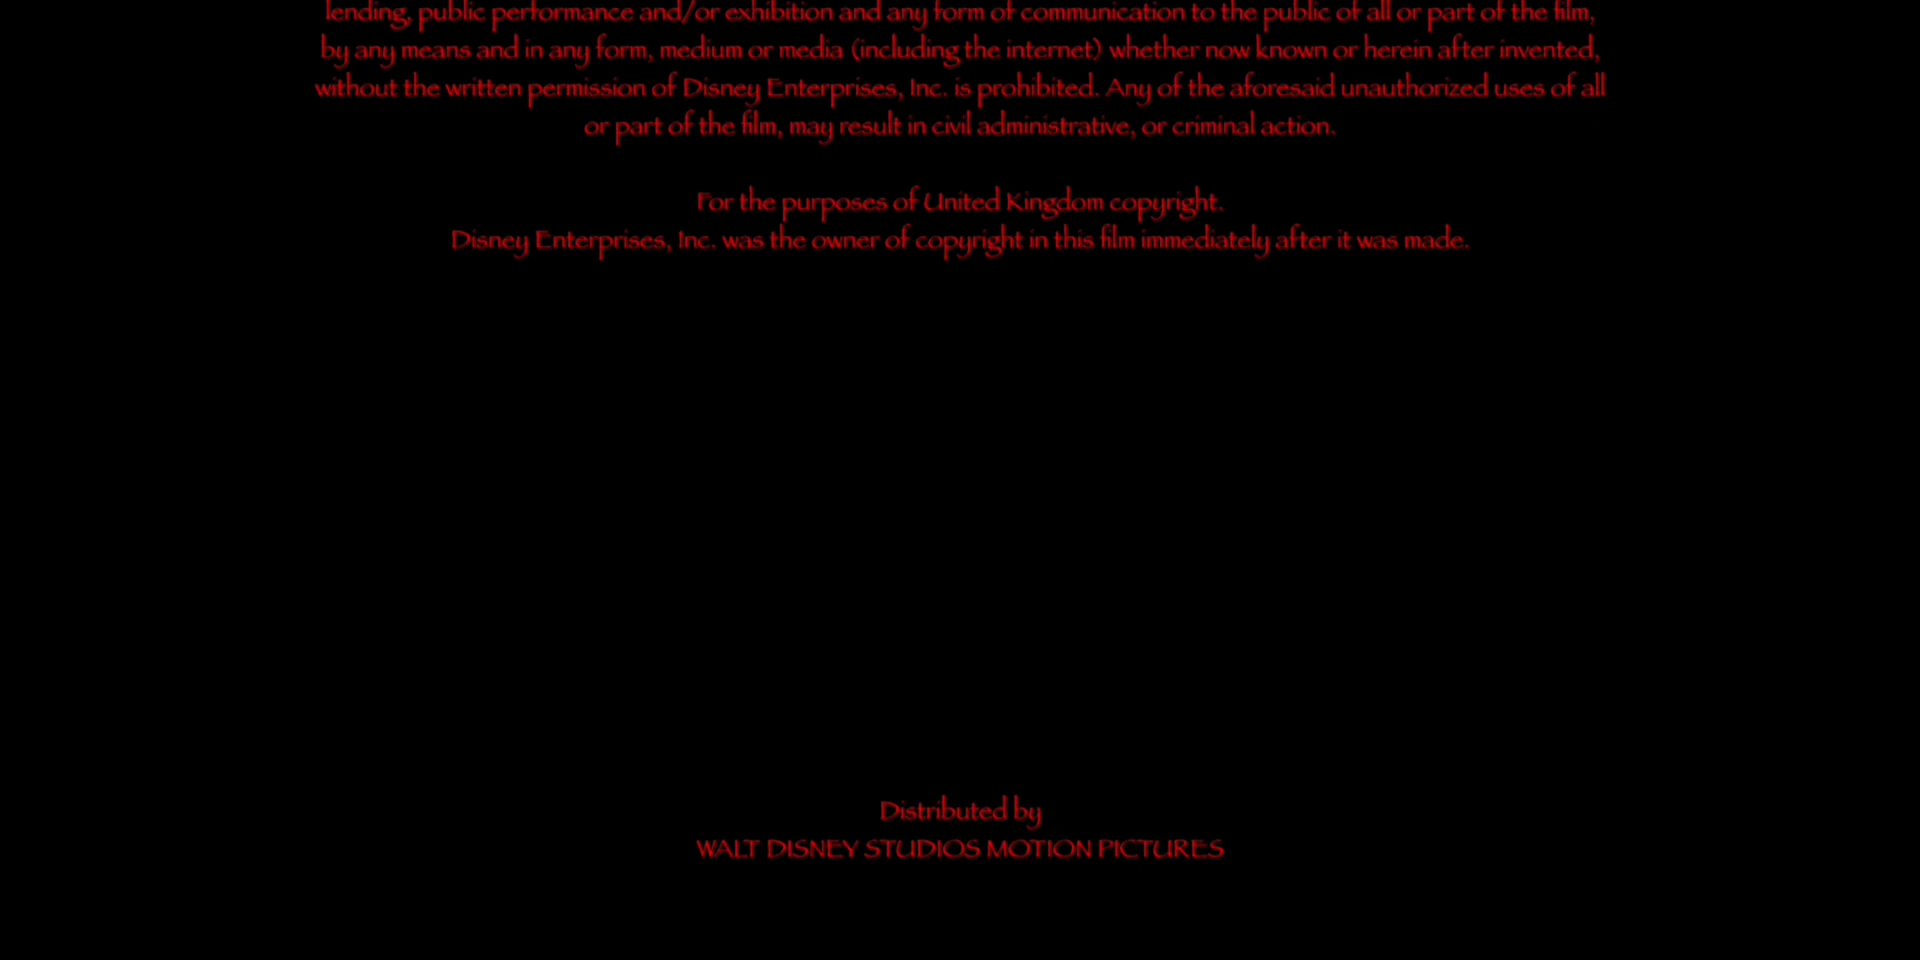 lending, public performance and/or exhibition and any form of communication to the public of all or part of the film,
by any means and in any form, medium or media (including the internet) whether now known or herein after invented,
without the written permission of Disney Enterprises, Inc. is prohibited. Any of the aforesaid unauthorized uses of all
or part of the film, may result in civil administrative, or criminal action.
For the purposes of United Kingdom copyright.
Disney Enterprises, Inc. was the owner of copyright in this film immediately after it was made.
Distributed by
WALT DISNEY STUDIOS MOTION PICTURES